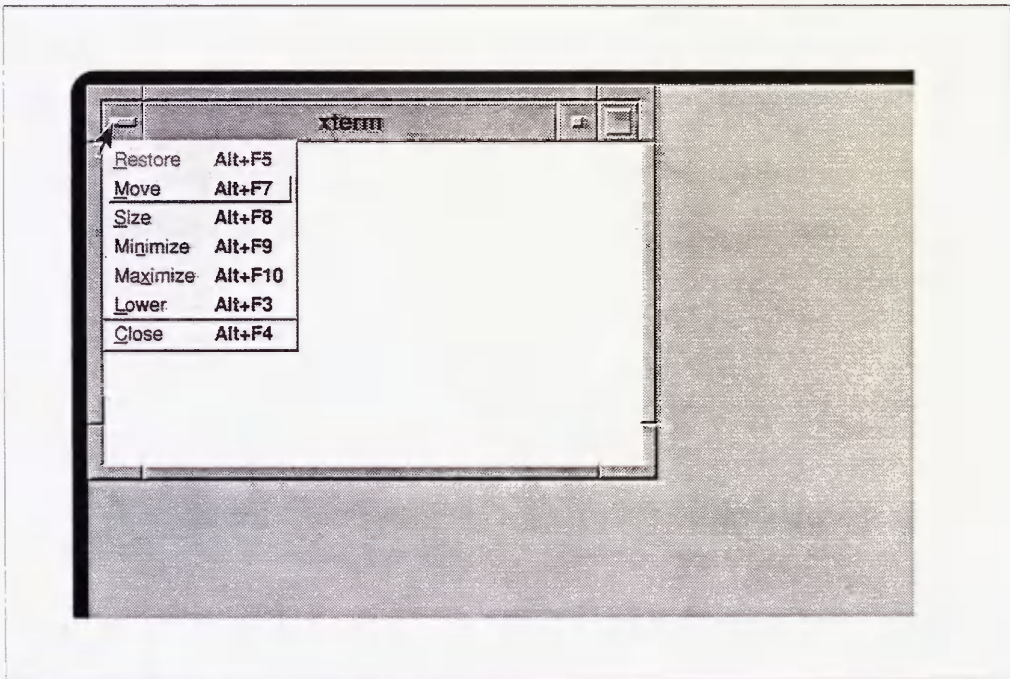 xterm
Restore Alt+F5
Move Alt+F7
Size Alt+F8
Minimize Alt+F9
Maximize Alt+F10
Lower Alt+F3
Close Alt+F4